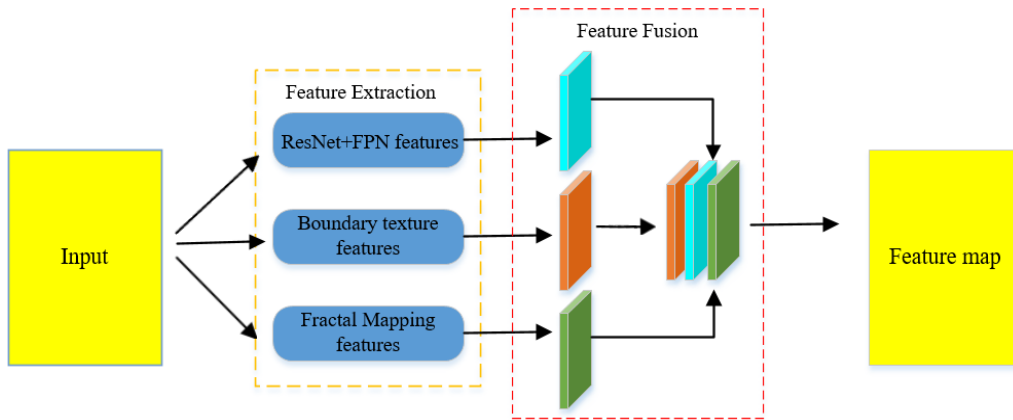 Feature Fusion
Feature Extraction
ResNet+FPN features
Input
Boundary texture
features
Feature map
Fractal Mapping
features